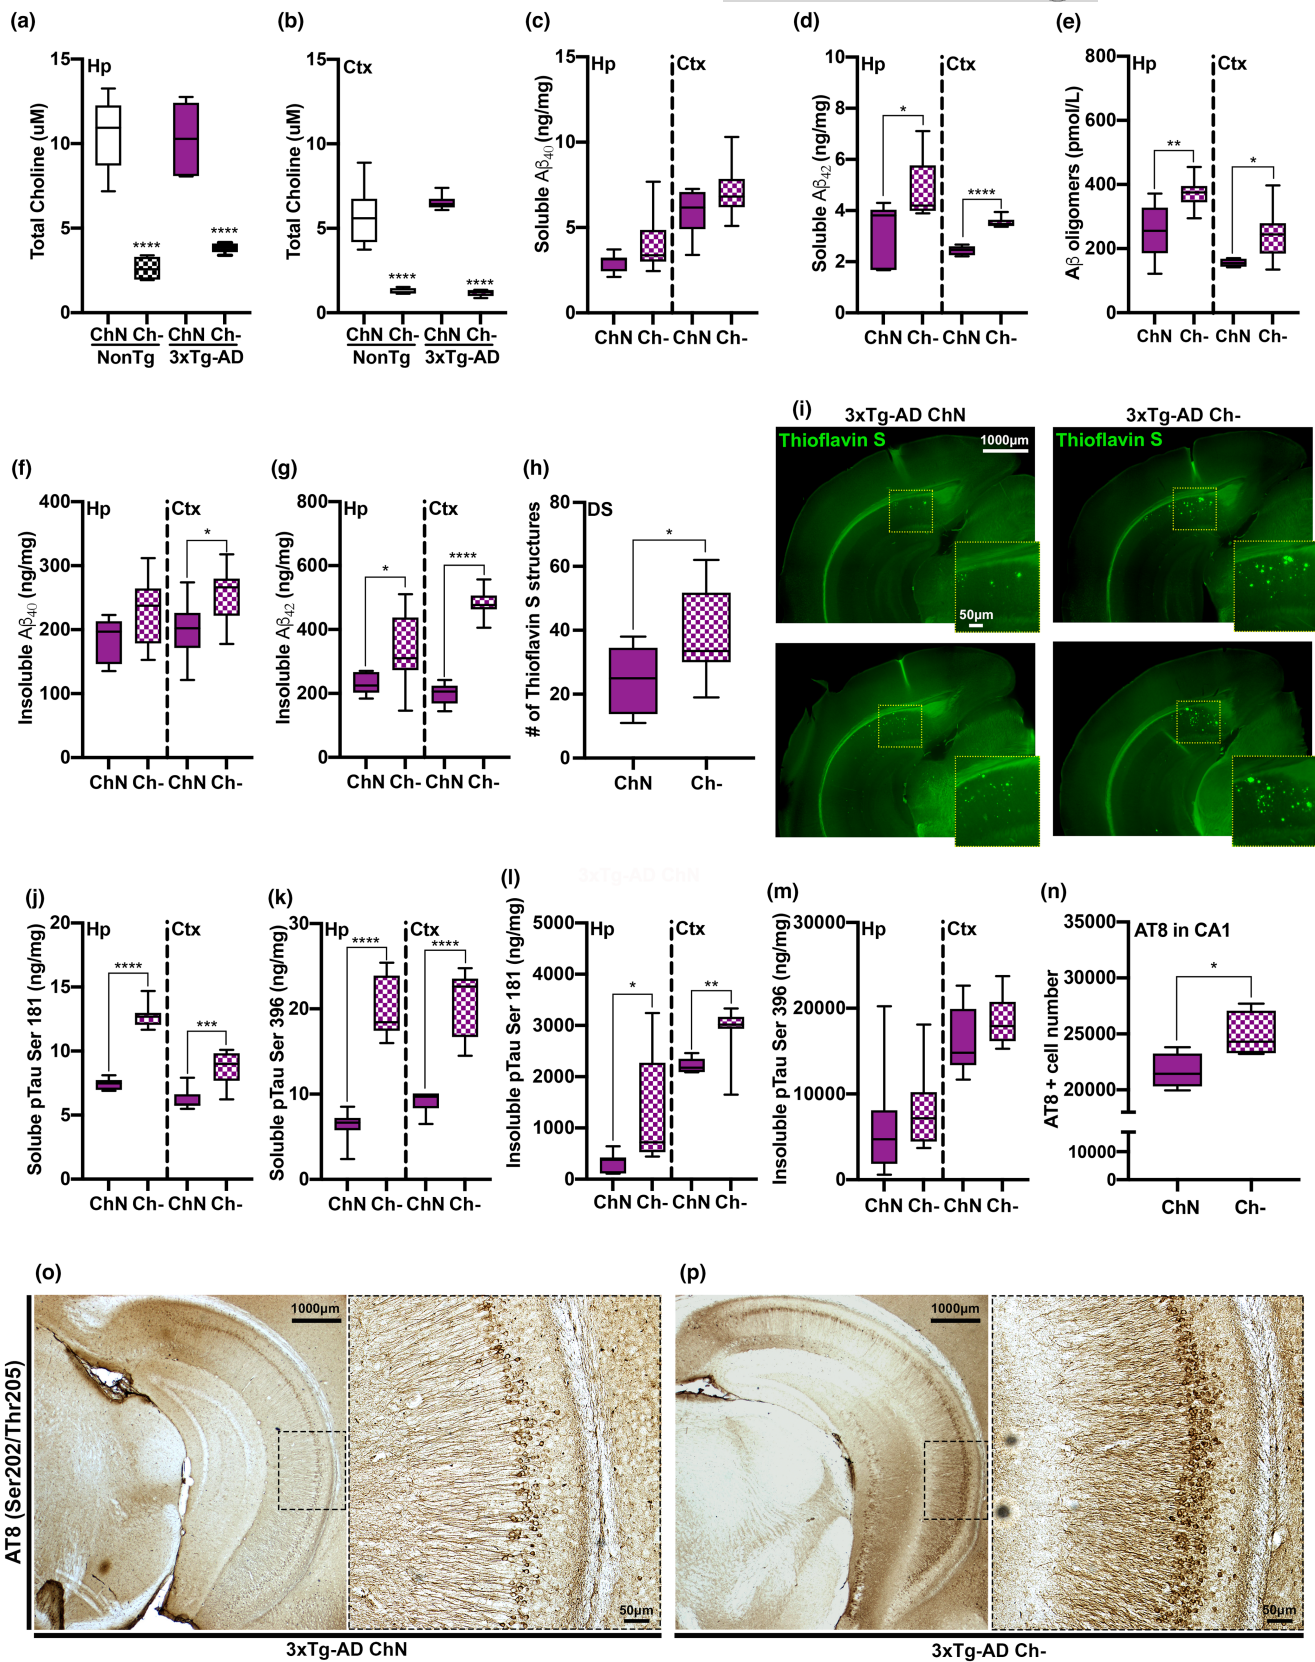 (a)
Hp
Total Choline (uM)
15
10
5
0
****
****
ChN Ch- ChN Ch-
NonTg 3xTg-AD
(b)
Ctx
Total Choline (uM)
15
10
5
0
****
****
ChN Ch- ChN Ch-
NonTg 3xTg-AD
(c)
Hp Ctx
Soluble Aβ40 (ng/mg)
15
10
5
0
ChN Ch- ChN Ch-
(d)
Hp Ctx
Soluble Aβ42 (ng/mg)
10
8
6
4
2
0
*
****
ChN Ch- ChN Ch-
(e)
Hp Ctx
Aβ oligomers (pmol/L)
800
600
400
200
0
**
*
ChN Ch- ChN Ch-
(f)
Hp Ctx
Insoluble Aβ40 (ng/mg)
400
300
200
100
0
*
ChN Ch- ChN Ch-
(g)
Hp Ctx
Insoluble Aβ42 (ng/mg)
800
600
400
200
0
*
****
ChN Ch- ChN Ch-
(h)
DS
# of Thioflavin S structures
80
60
40
20
0
*
ChN Ch-
(i)
3xTg-AD ChN
3xTg-AD Ch-
Thioflavin S
1000μm
Thioflavin S
50μm
(j)
Hp Ctx
Solube pTau Ser 181 (ng/mg)
20
15
10
5
0
****
***
ChN Ch- ChN Ch-
(k)
Hp Ctx
Soluble pTau Ser 396 (ng/mg)
30
20
10
0
****
****
ChN Ch- ChN Ch-
3xTg-AD ChN
(l)
Hp Ctx
Insoluble pTau Ser 181 (ng/mg)
5000
4000
3000
2000
1000
0
*
**
ChN Ch- ChN Ch-
(m)
Hp Ctx
Insoluble pTau Ser 396 (ng/mg)
30000
20000
10000
0
ChN Ch- ChN Ch-
(n)
AT8 in CA1
AT8 + cell number
35000
30000
25000
20000
10000
0
*
ChN Ch-
(o)
AT8 (Ser202/Thr205)
1000μm
50μm
3xTg-AD ChN
(p)
1000μm
50μm
3xTg-AD Ch-